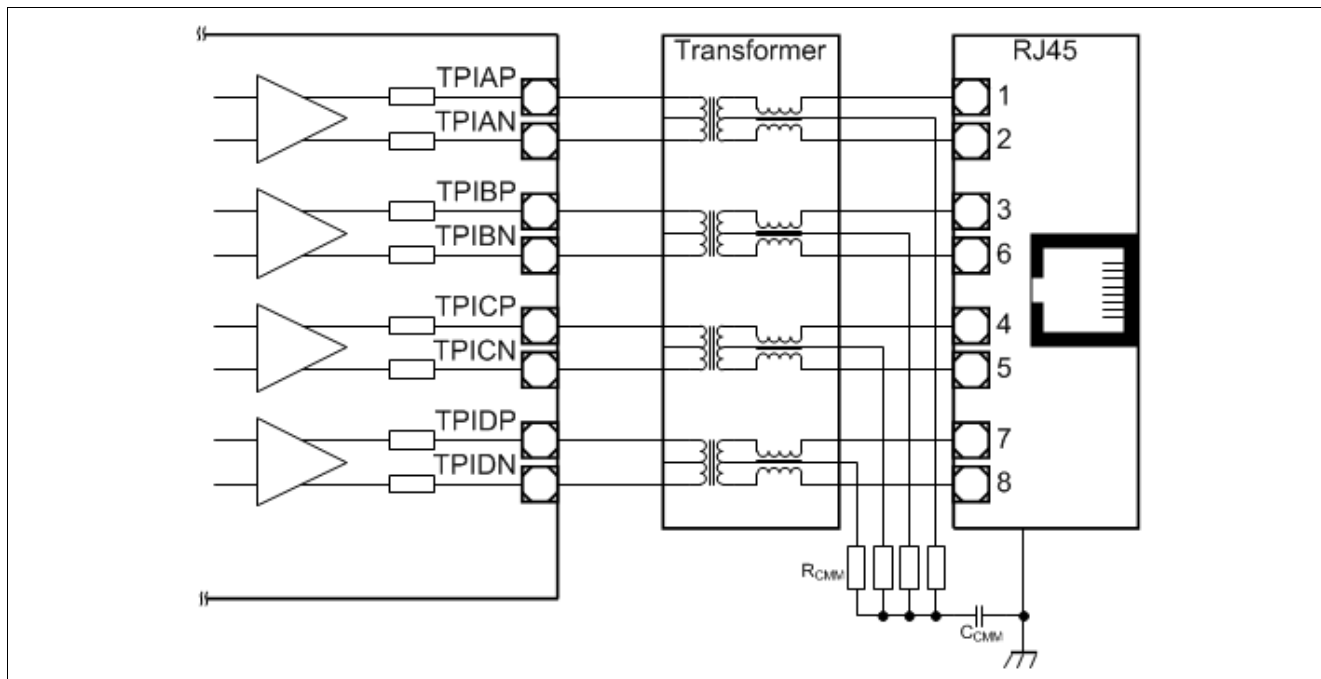 Transformer
RJ45
TPIAP
1
TPIAN
2
TPIBP
3
TPIBN
6
TPICP
4
TPICN
5
TPIDP
7
TPIDN
8
RCMM
CCMM